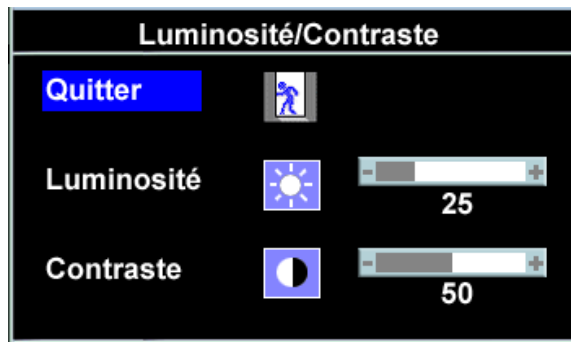 Luminosité/Contraste
Quitter
Luminosité
- +
25
Contraste
- +
50